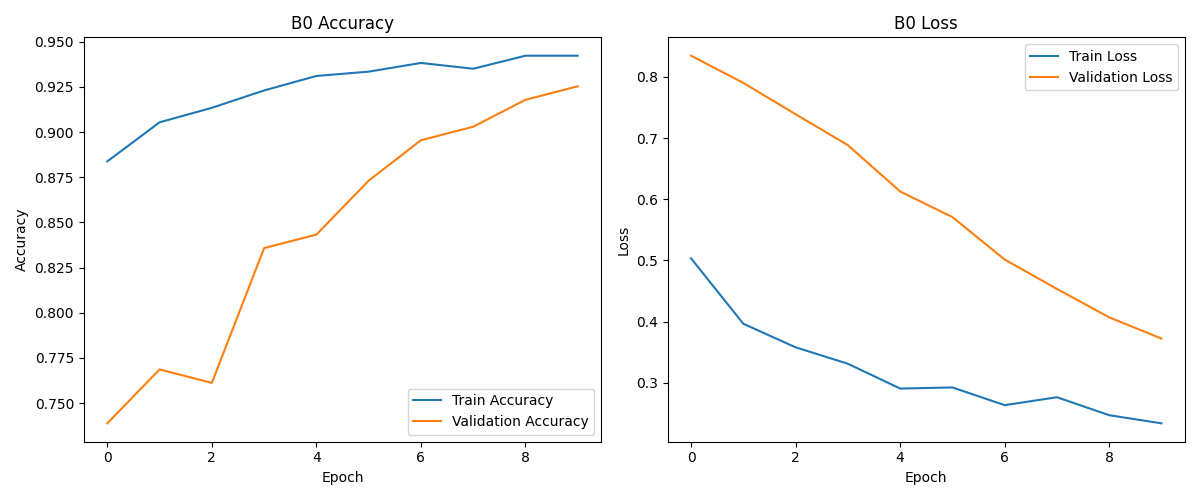 B0 Accuracy
0.950
0.925
0.900
0.875
0.850
0.825
0.800
0.775
0.750
Accuracy
0 2 4 6 8
Epoch
Train Accuracy
Validation Accuracy
B0 Loss
0.8
0.7
0.6
0.5
0.4
0.3
Loss
0 2 4 6 8
Epoch
Train Loss
Validation Loss